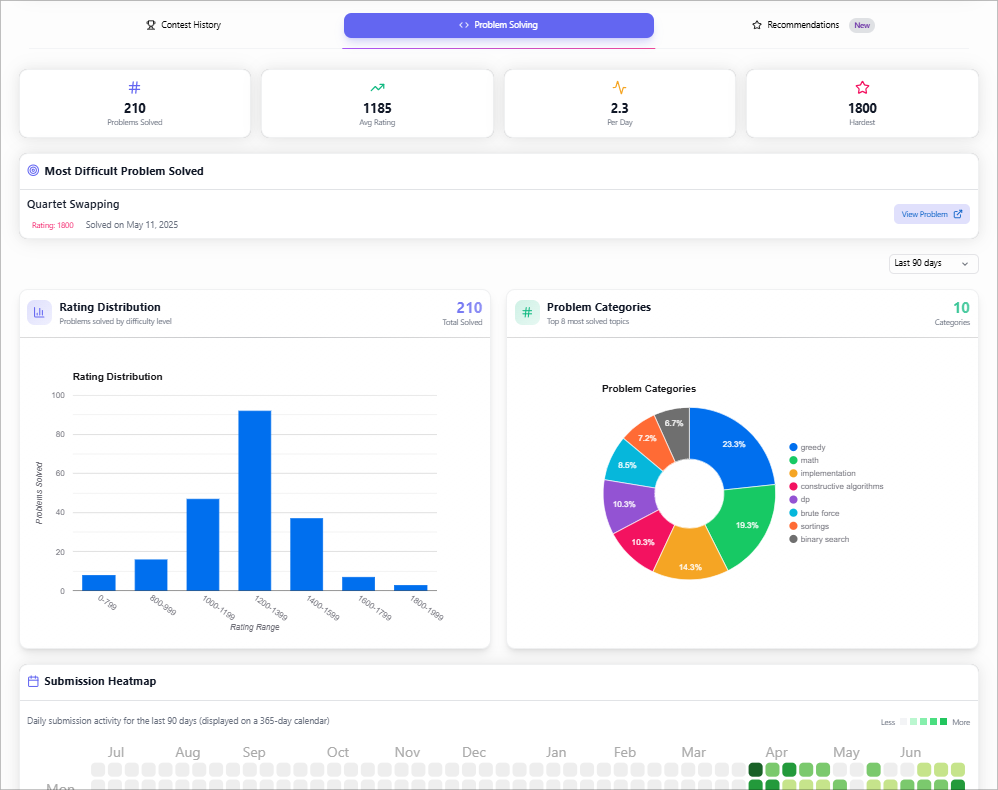 Contest History
Problem Solving
Recommendations New
210
Problems Solved
1185
Avg Rating
2.3
Per Day
1800
Hardest
Most Difficult Problem Solved
Quartet Swapping
Rating: 1800 Solved on May 11, 2025
View Problem
Last 90 days
Rating Distribution
Problems solved by difficulty level
210
Total Solved
Rating Distribution
100
80
60
40
20
0
Problems Solved
0-799
800-999
1000-1199
1200-1399
1400-1599
1600-1799
1800-1999
Rating Range
Problem Categories
Top 8 most solved topics
10
Categories
Problem Categories
23.3%
19.3%
14.3%
10.3%
10.3%
8.5%
7.2%
6.7%
greedy
math
implementation
constructive algorithms
dp
brute force
sortings
binary search
Submission Heatmap
Daily submission activity for the last 90 days (displayed on a 365-day calendar)
Less More
Jul Aug Sep Oct Nov Dec Jan Feb Mar Apr May Jun
Mon